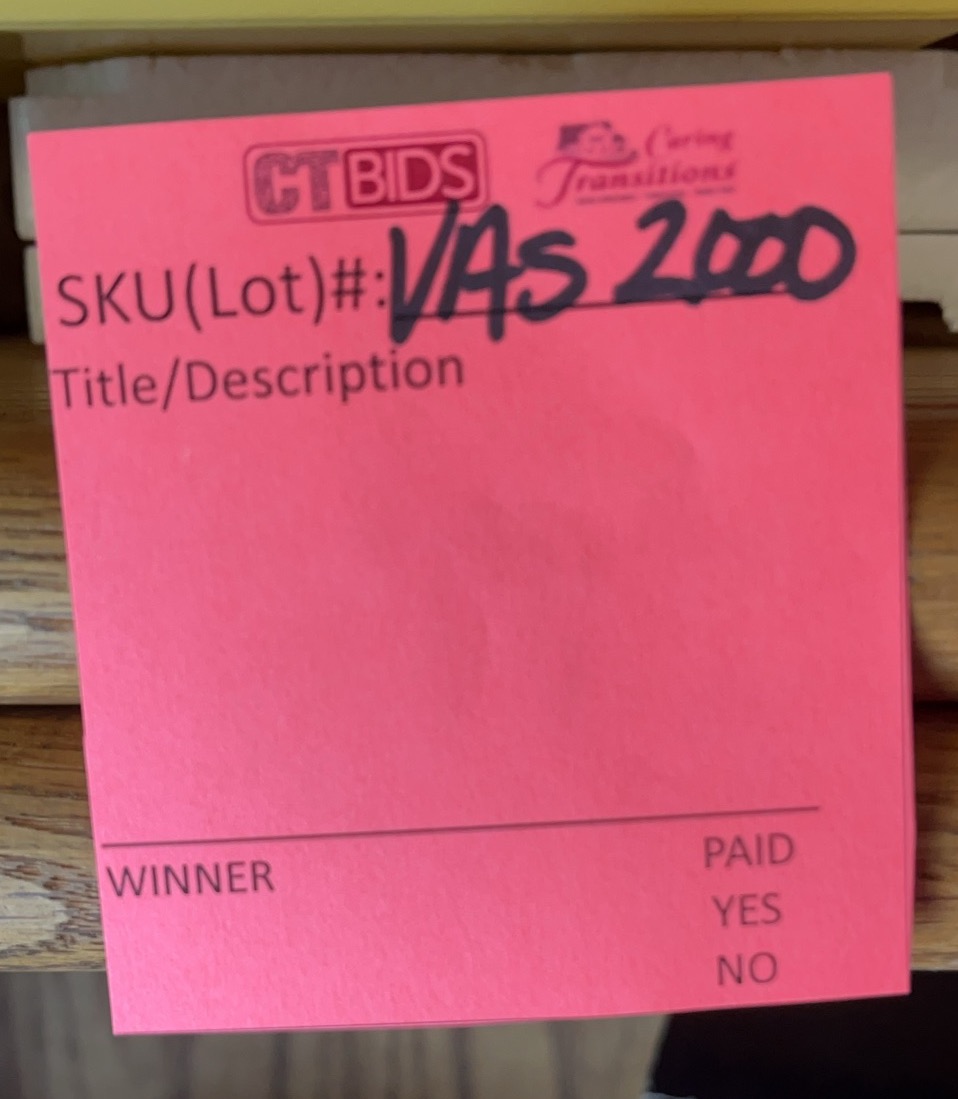 CTBIDS
Caring
Transitions
SKU(Lot)#: VAS 2000
Title/Description
WINNER
PAID
YES
NO